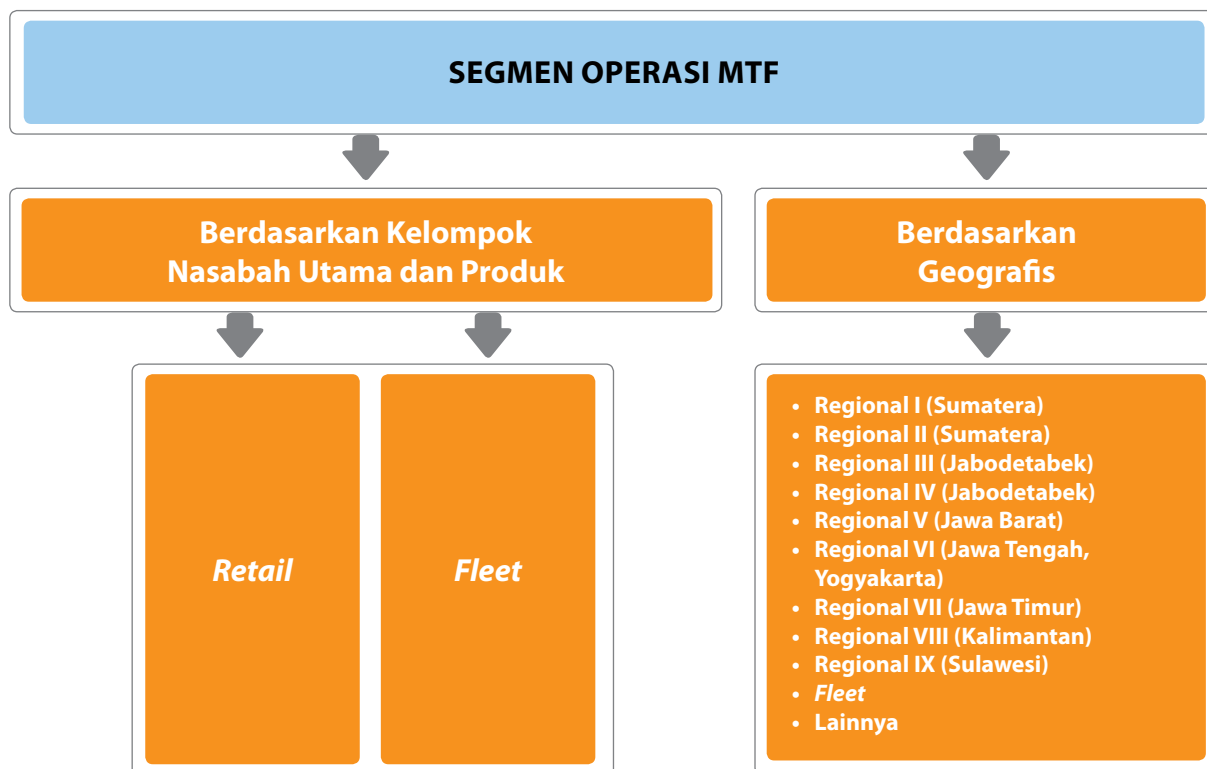 SEGMEN OPERASI MTF
Berdasarkan Kelompok
Nasabah Utama dan Produk
Berdasarkan
Geografis
Retail
Fleet
• Regional I (Sumatera)
• Regional II (Sumatera)
• Regional III (Jabodetabek)
• Regional IV (Jabodetabek)
• Regional V (Jawa Barat)
• Regional VI (Jawa Tengah,
Yogyakarta)
• Regional VII (Jawa Timur)
• Regional VIII (Kalimantan)
• Regional IX (Sulawesi)
• Fleet
• Lainnya